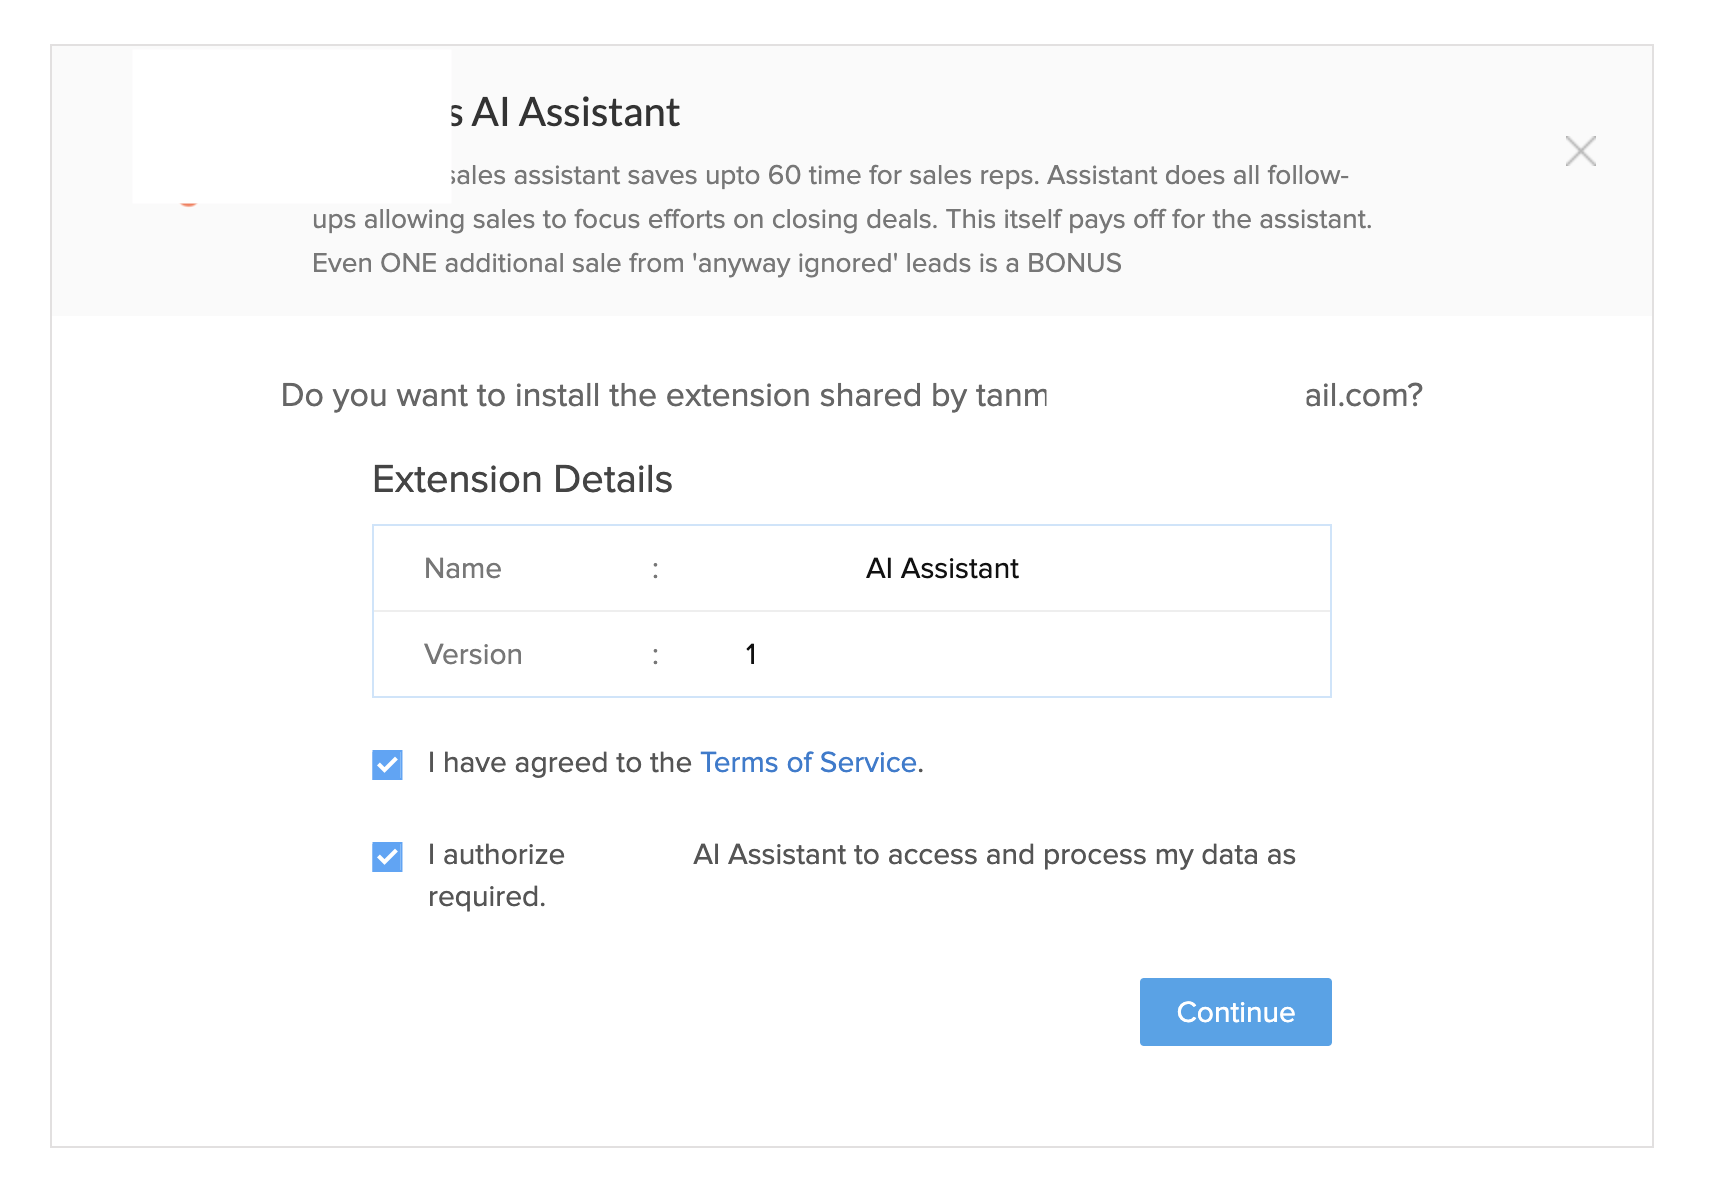 AI Assistant
sales assistant saves upto 60 time for sales reps. Assistant does all follow-
ups allowing sales to focus efforts on closing deals. This itself pays off for the assistant.
Even ONE additional sale from 'anyway ignored' leads is a BONUS
Do you want to install the extension shared by tanm ail.com?
Extension Details
Name : AI Assistant
Version : 1
I have agreed to the Terms of Service.
I authorize AI Assistant to access and process my data as
required.
Continue